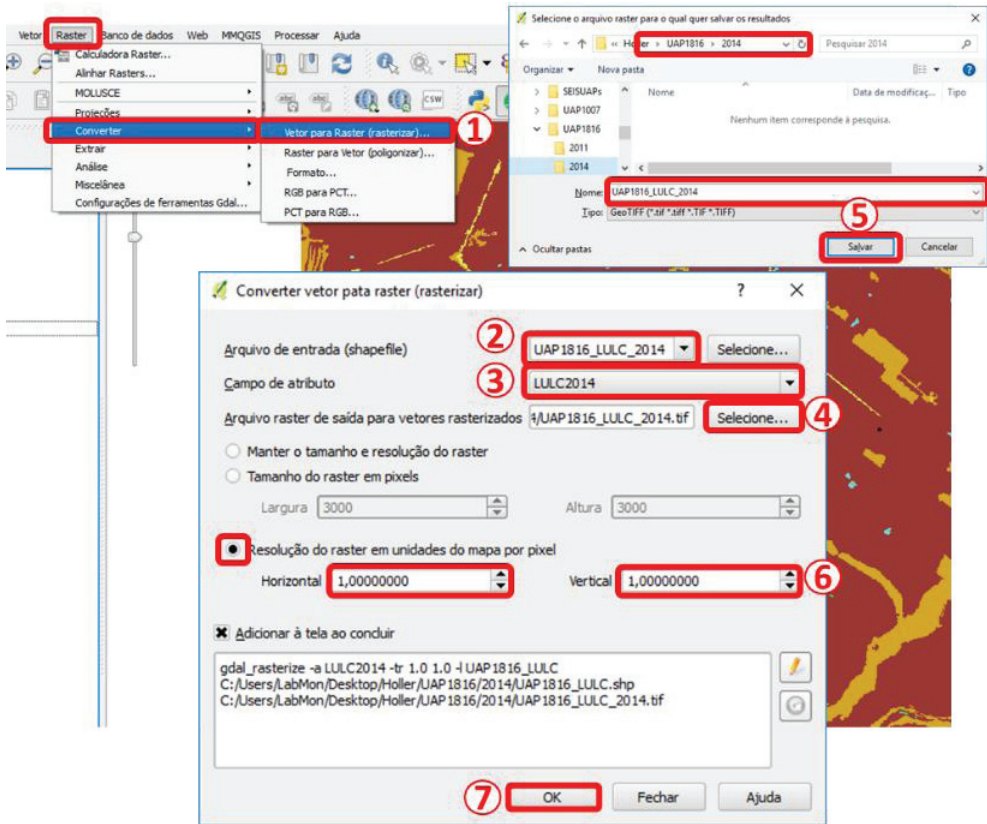 Vetor Raster Banco de dados Web MMQGIS Processar Ajuda
Calculadora Raster...
Alinhar Rasters...
MOLUSCE
Projeções
Converter
Extrair
Análise
Miscelânea
Configurações de ferramentas Gdal...
Vetor para Raster (rasterizar)...
Raster para Vetor (poligonizar)...
Formato...
RGB para PCT...
PCT para RGB...
1
CSW
Selecione o arquivo raster para o qual quer salvar os resultados
« Holler › UAP1816 › 2014
Pesquisar 2014
Organizar Nova pasta
SEISUAPs
UAP1007
UAP1816
2011
2014
Nome Data de modificaç... Tipo
Nenhum item corresponde à pesquisa.
Nome: UAP1816_LULC_2014
Tipo: GeoTIFF (*.tif *.tiff *.TIF *.TIFF)
5
Ocultar pastas Salvar Cancelar
Converter vetor pata raster (rasterizar) ?
Arquivo de entrada (shapefile) 2 UAP1816_LULC_2014 Selecione...
Campo de atributo 3 LULC2014
Arquivo raster de saída para vetores rasterizados 4/UAP1816_LULC_2014.tif Selecione... 4
Manter o tamanho e resolução do raster
Tamanho do raster em pixels
Largura 3000 Altura 3000
Resolução do raster em unidades do mapa por pixel
Horizontal 1,00000000 Vertical 1,00000000 6
Adicionar à tela ao concluir
gdal_rasterize -a LULC2014 -tr 1.0 1.0 -l UAP1816_LULC
C:/Users/LabMon/Desktop/Holler/UAP1816/2014/UAP1816_LULC.shp
C:/Users/LabMon/Desktop/Holler/UAP1816/2014/UAP1816_LULC_2014.tif
7 OK Fechar Ajuda